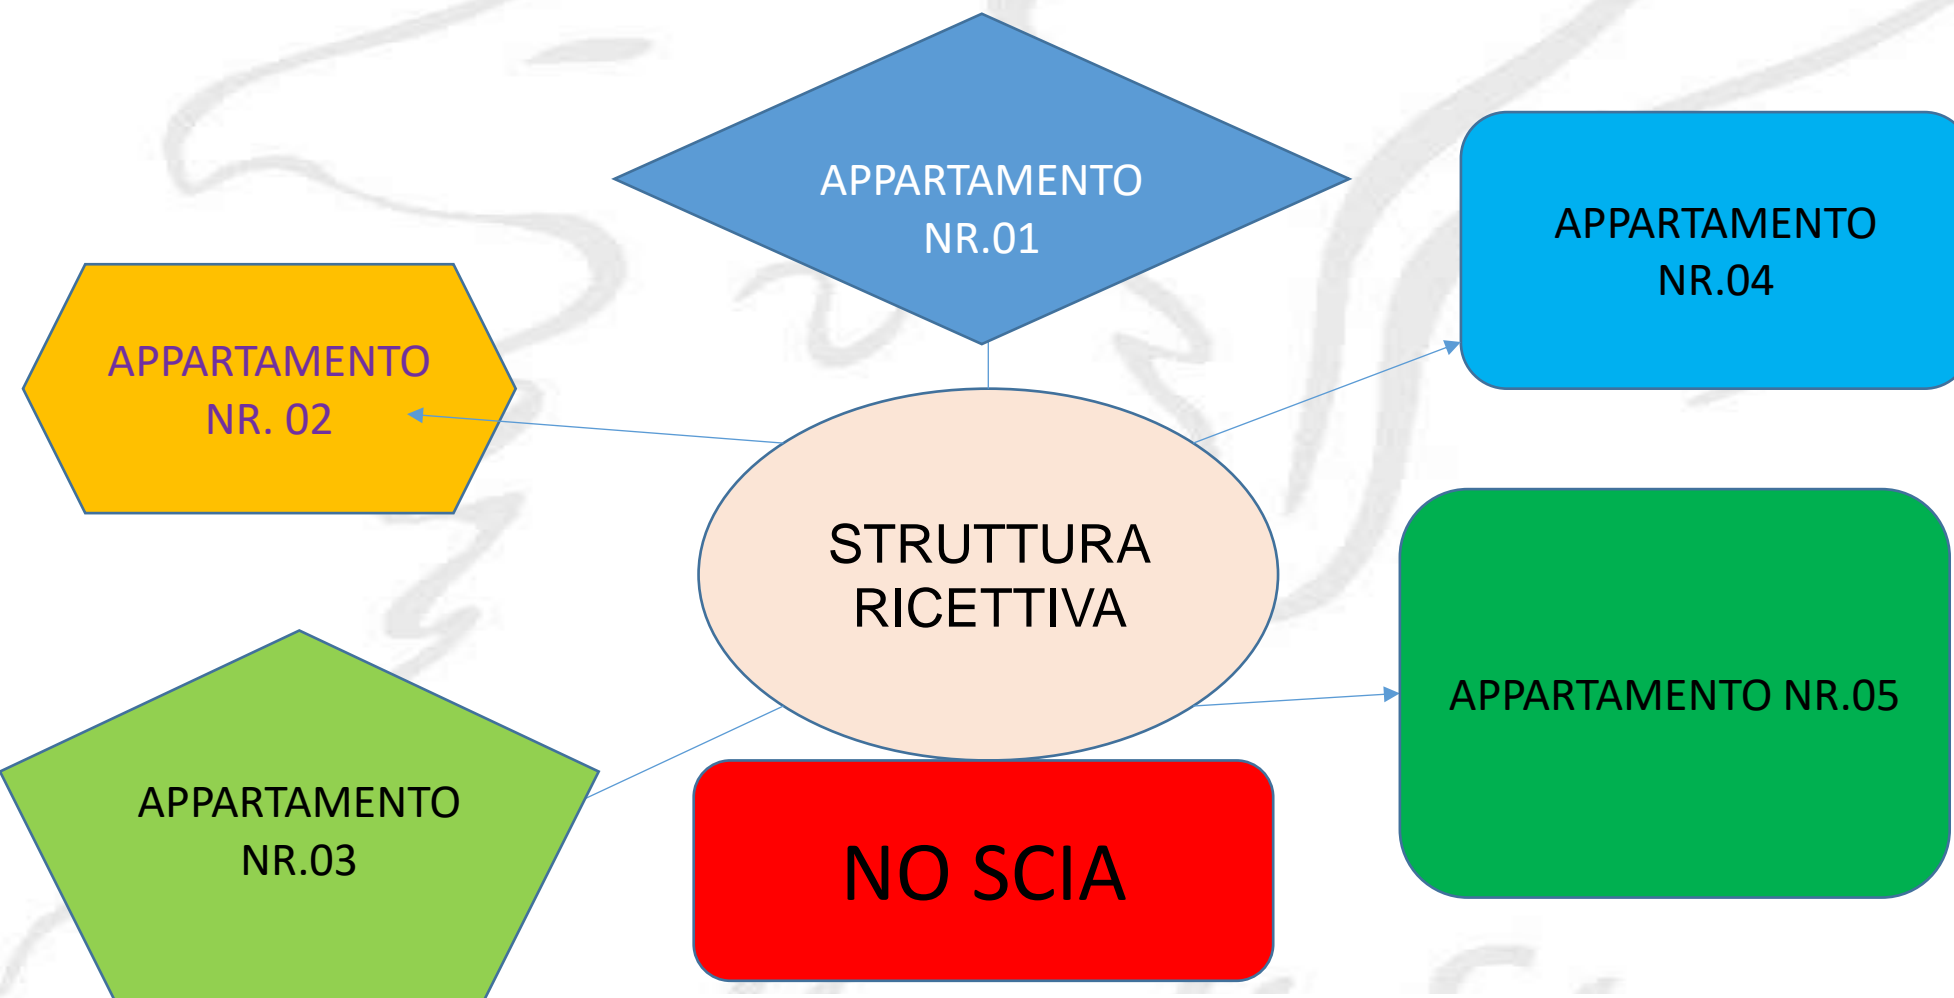 APPARTAMENTO
NR.01
APPARTAMENTO
NR.04
APPARTAMENTO
NR. 02
STRUTTURA
RICETTIVA
APPARTAMENTO NR.05
APPARTAMENTO
NR.03
NO SCIA